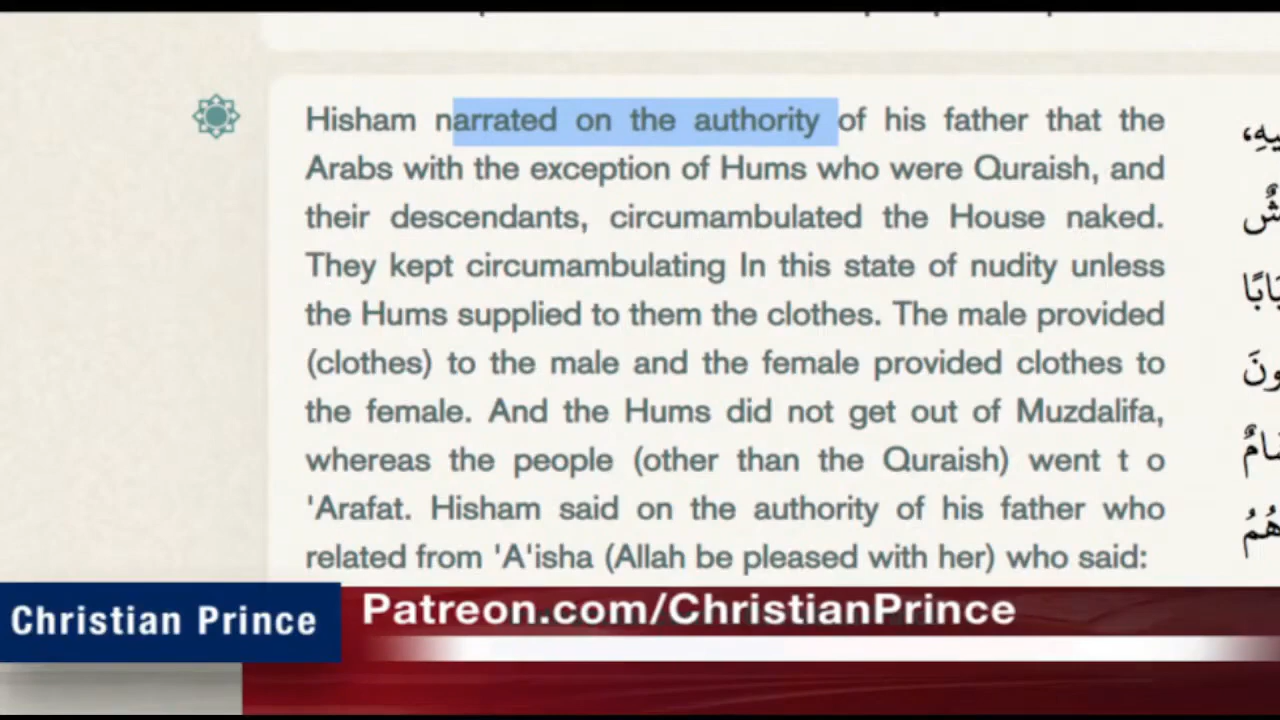 Hisham narrated on the authority of his father that the
Arabs with the exception of Hums who were Quraish, and
their descendants, circumambulated the House naked.
They kept circumambulating In this state of nudity unless
the Hums supplied to them the clothes. The male provided
(clothes) to the male and the female provided clothes to
the female. And the Hums did not get out of Muzdalifa,
whereas the people (other than the Quraish) went t o
'Arafat. Hisham said on the authority of his father who
related from 'A'isha (Allah be pleased with her) who said:
Christian Prince
Patreon.com/ChristianPrince